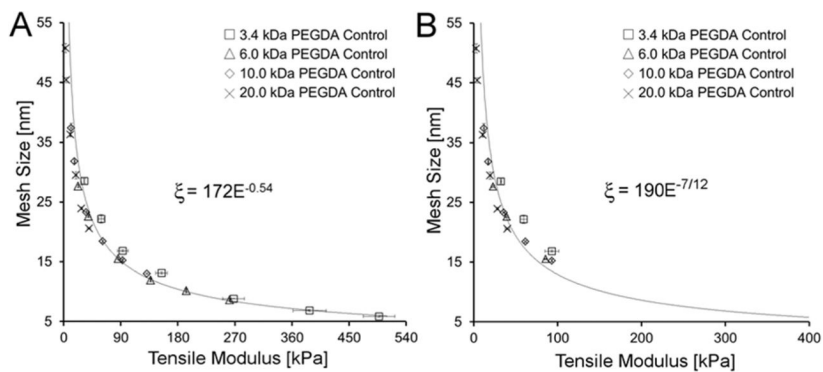 A
55
45
35
25
15
5
Mesh Size [nm]
3.4 kDa PEGDA Control
6.0 kDa PEGDA Control
10.0 kDa PEGDA Control
20.0 kDa PEGDA Control
ξ = 172E^-0.54
0 90 180 270 360 450 540
Tensile Modulus [kPa]
B
55
45
35
25
15
5
Mesh Size [nm]
3.4 kDa PEGDA Control
6.0 kDa PEGDA Control
10.0 kDa PEGDA Control
20.0 kDa PEGDA Control
ξ = 190E^-7/12
0 100 200 300 400
Tensile Modulus [kPa]